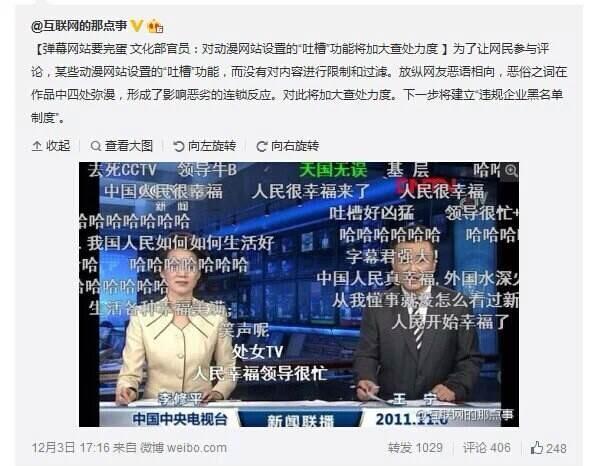 @互联网的那点事
【弹幕网站要完蛋 文化部官员：对动漫网站设置的“吐槽”功能将加大查处力度】为了让网民参与评
论，某些动漫网站设置的“吐槽”功能，而没有对内容进行限制和过滤。放纵网友恶语相向，恶俗之词在
作品中四处弥漫，形成了影响恶劣的连锁反应。对此将加大查处力度。下一步将建立“违规企业黑名单
制度”。
收起 查看大图 向左旋转 向右旋转
去死CCTV 领导牛B 天国无误 基层 哈哈
中国人民很幸福 人民很幸福来了 人民很幸福
新闻
哈哈哈哈哈哈哈 吐槽好凶猛 领导很忙+
，我国人民如何如何生活好 哈哈哈哈哈哈 哈哈哈
哈哈哈哈哈哈哈 字幕君强大！
哈哈哈哈哈哈 中国人民真幸福,外国水深火
从我懂事就没怎么看过新
生活各种幸福美满;
笑声呢 人民开始幸福了
处女TV
人民幸福领导很忙
李修平 王宁
@互联网的那点事
中国中央电视台 新闻联播 2011.11.6
12月3日 17:16 来自 微博 weibo.com 转发 1029 评论 406 248